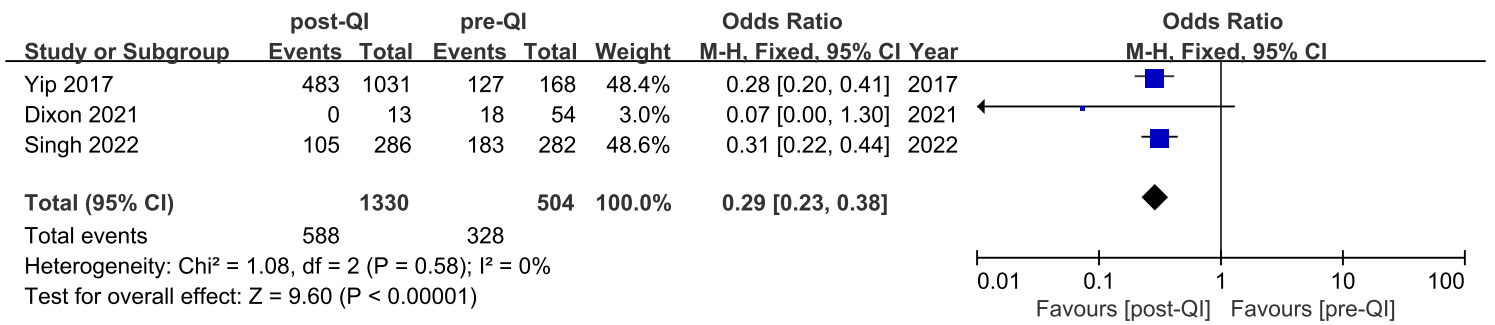 post-QI pre-QI Odds Ratio Odds Ratio
Study or Subgroup Events Total Events Total Weight M-H, Fixed, 95% CI Year M-H, Fixed, 95% CI
Yip 2017 483 1031 127 168 48.4% 0.28 [0.20, 0.41] 2017
Dixon 2021 0 13 18 54 3.0% 0.07 [0.00, 1.30] 2021
Singh 2022 105 286 183 282 48.6% 0.31 [0.22, 0.44] 2022
Total (95% CI) 1330 504 100.0% 0.29 [0.23, 0.38]
Total events 588 328
Heterogeneity: Chi² = 1.08, df = 2 (P = 0.58); I² = 0%
Test for overall effect: Z = 9.60 (P < 0.00001)
0.01 0.1 1 10 100
Favours [post-QI] Favours [pre-QI]